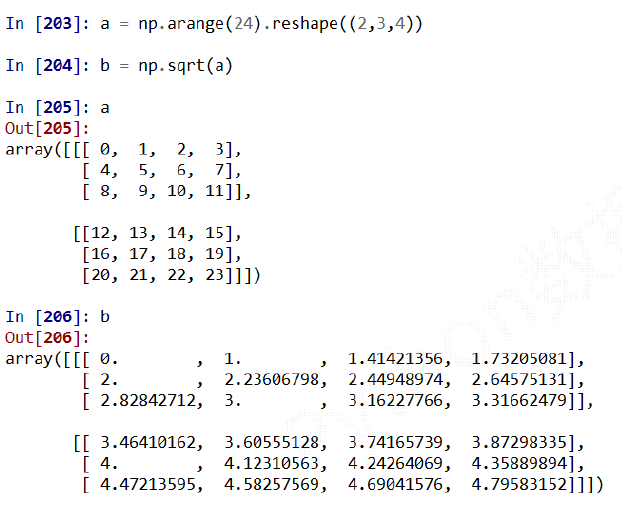 In [203]: a = np.arange(24).reshape((2,3,4))
In [204]: b = np.sqrt(a)
In [205]: a
Out[205]:
array([[[ 0,  1,  2,  3],
        [ 4,  5,  6,  7],
        [ 8,  9, 10, 11]],
       [[12, 13, 14, 15],
        [16, 17, 18, 19],
        [20, 21, 22, 23]]])
In [206]: b
Out[206]:
array([[[ 0.        ,  1.        ,  1.41421356,  1.73205081],
        [ 2.        ,  2.23606798,  2.44948974,  2.64575131],
        [ 2.82842712,  3.        ,  3.16227766,  3.31662479]],
       [[ 3.46410162,  3.60555128,  3.74165739,  3.87298335],
        [ 4.        ,  4.12310563,  4.24264069,  4.35889894],
        [ 4.47213595,  4.58257569,  4.69041576,  4.79583152]]])